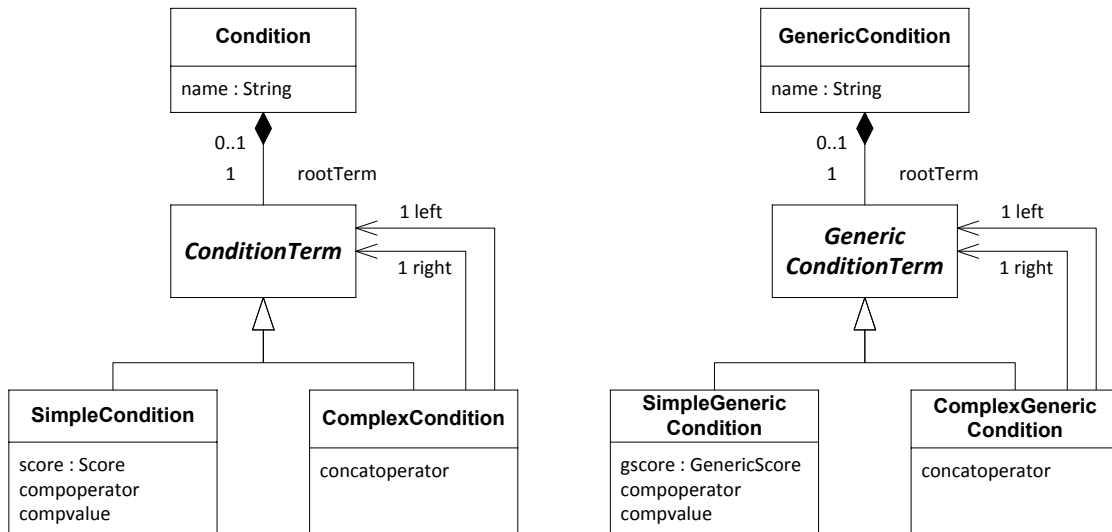 Condition
name : String
0..1
1 rootTerm
ConditionTerm
1 left
1 right
SimpleCondition
score : Score
compoperator
compvalue
ComplexCondition
concatoperator
GenericCondition
name : String
0..1
1 rootTerm
Generic
ConditionTerm
1 left
1 right
SimpleGeneric
Condition
gscore : GenericScore
compoperator
compvalue
ComplexGeneric
Condition
concatoperator